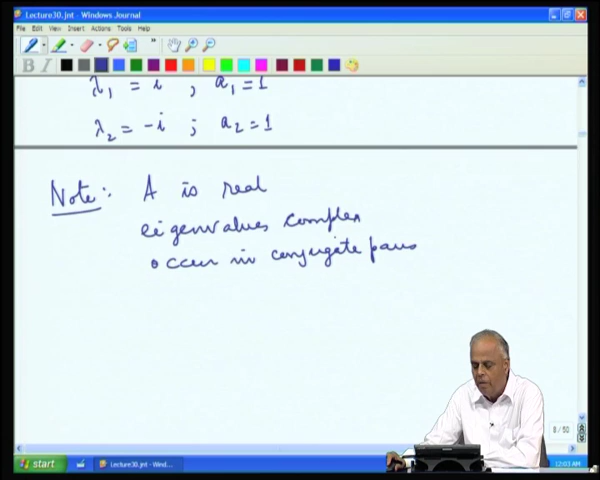 Lecture30.jnt - Windows Journal
File Edit View Insert Actions Tools Help
B I
λ₁ = i ; a₁ = 1
λ₂ = -i ; a₂ = 1
Note: A is real
eigenvalues complex
occur in conjugate pairs
8 / 50
start Lecture30.jnt - Wind... 12:03 AM